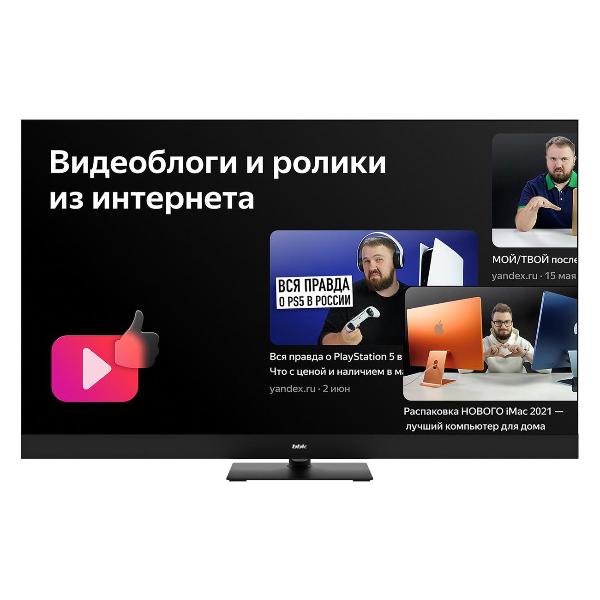 Видеоблоги и ролики
из интернета
МОЙ/ТВОЙ после
yandex.ru · 15 мая
ВСЯ ПРАВДА
О PS5 В РОССИИ
Вся правда о PlayStation 5 в
Что с ценой и наличием в ма
yandex.ru · 2 июн
Распаковка НОВОГО iMac 2021 —
лучший компьютер для дома
bbk